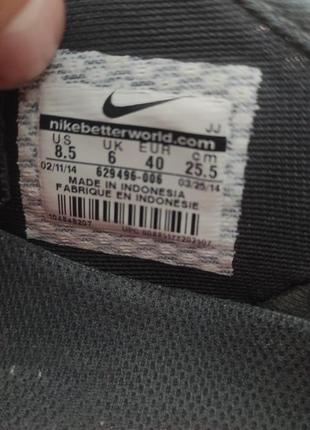 JJ
nikebetterworld.com
US UK EUR cm
8.5 6 40 25.5
02/11/14 629496-006 03/25/14
MADE IN INDONESIA
FABRIQUE EN INDONESIE
UPC